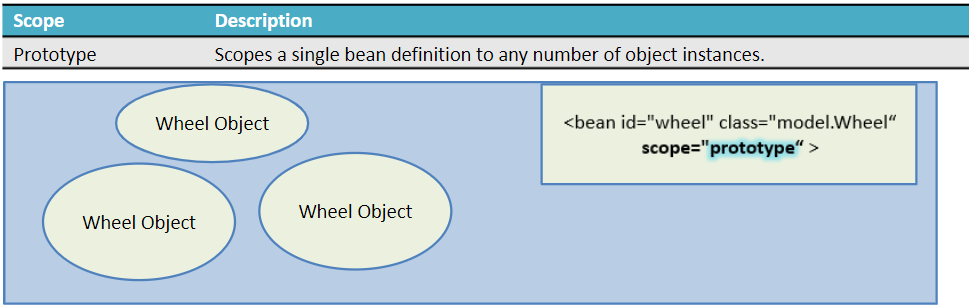 Scope Description
Prototype Scopes a single bean definition to any number of object instances.
Wheel Object
<bean id="wheel" class="model.Wheel“
scope="prototype“ >
Wheel Object
Wheel Object